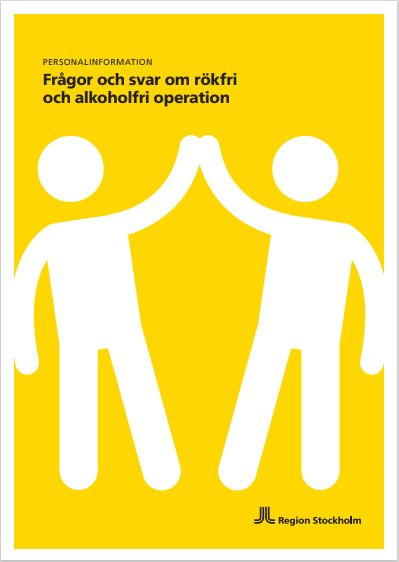 PERSONALINFORMATION
Frågor och svar om rökfri
och alkoholfri operation
Region Stockholm